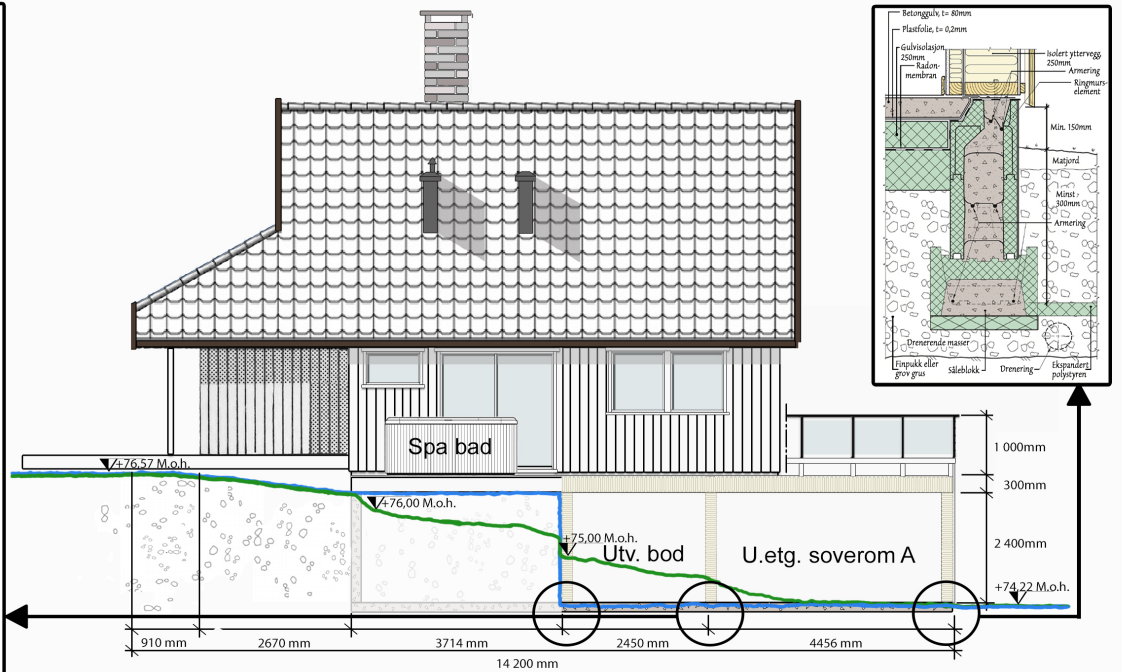 Betonggulv, t= 80mm
Plastfolie, t= 0,2mm
Gulvisolasjon
250mm
Radon-
membran
Isolert yttervegg,
250mm
Armering
Ringmurs-
element
Min. 150mm
Matjord
Minst
300mm
Armering
Drenerende masser
Finpukk eller
grov grus
Såleblokk
Drenering
Ekspandert
polystyren
Spa bad
+76,57 M.o.h.
+76,00 M.o.h.
+75,00 M.o.h.
Utv. bod
U.etg. soverom A
1 000mm
300mm
2 400mm
+74,22 M.o.h.
910 mm
2670 mm
3714 mm
2450 mm
4456 mm
14 200 mm